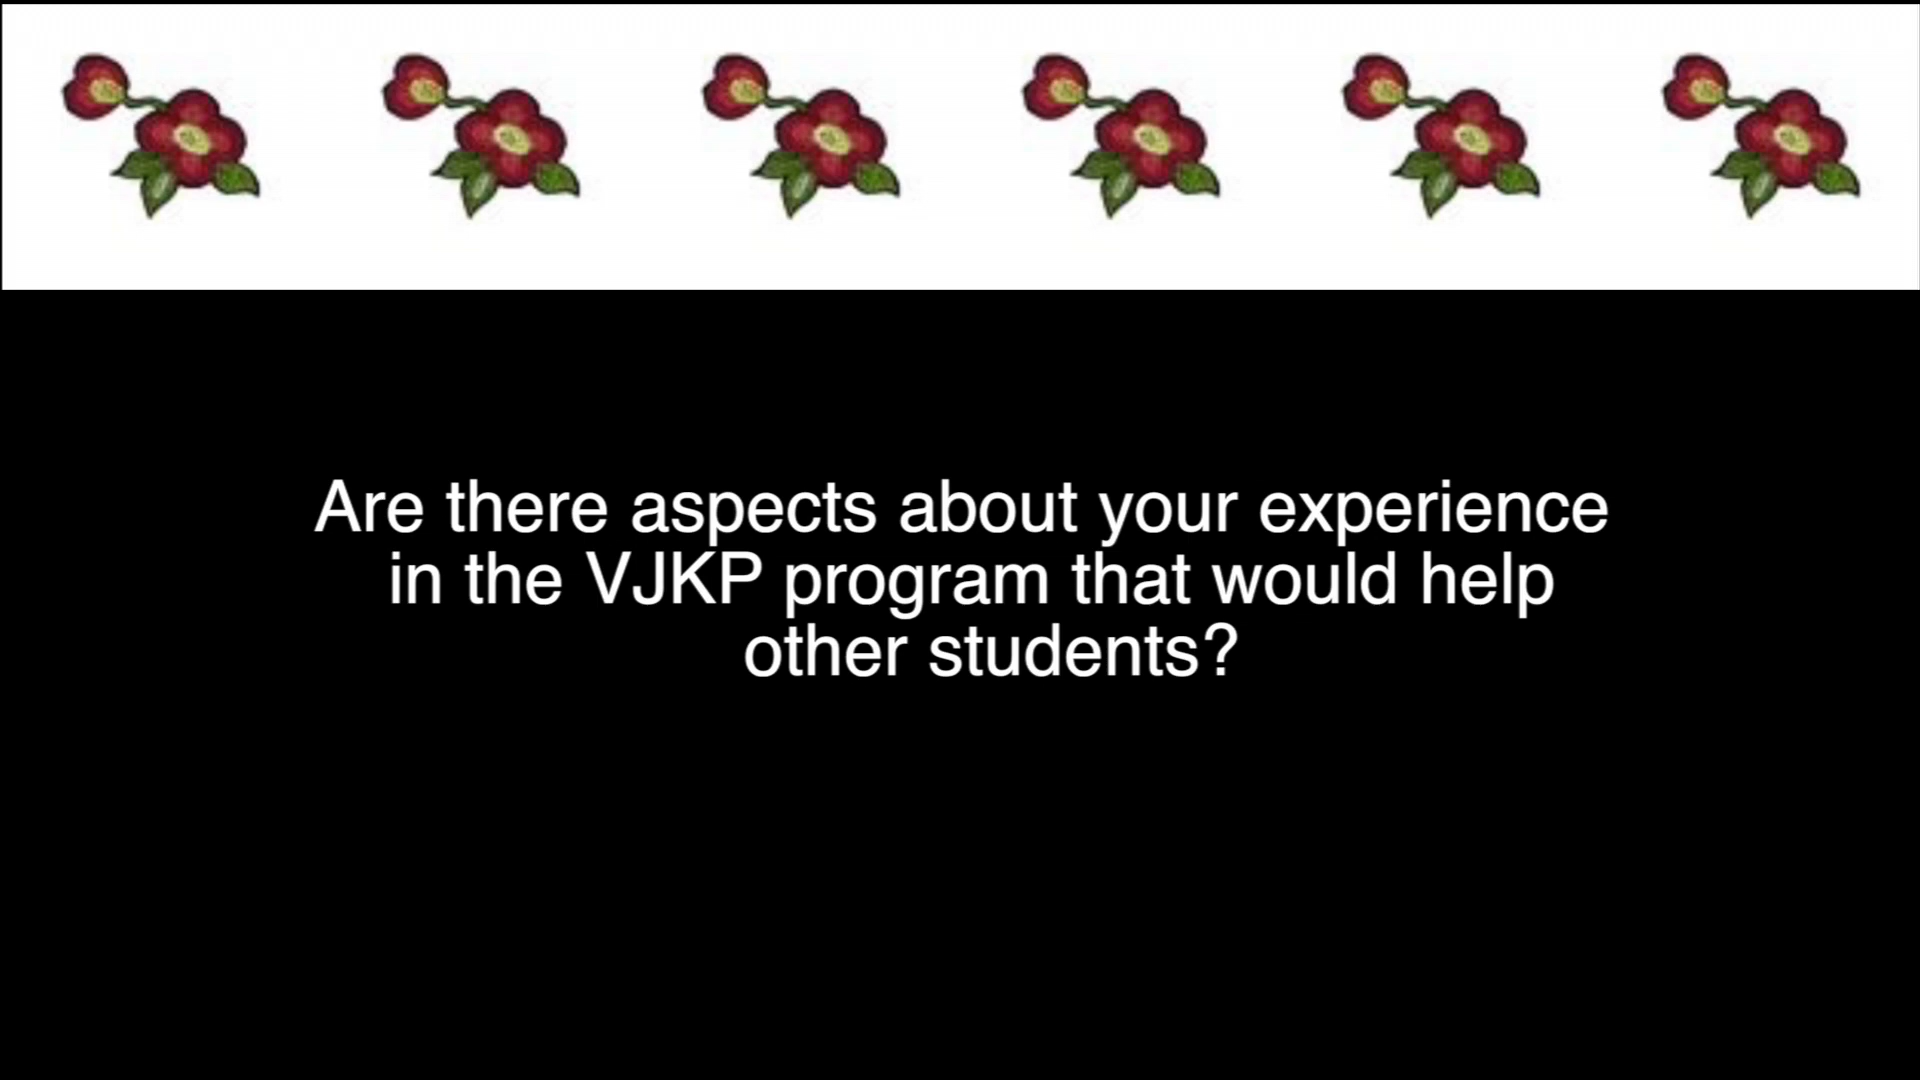 Are there aspects about your experience
in the VJKP program that would help
other students?